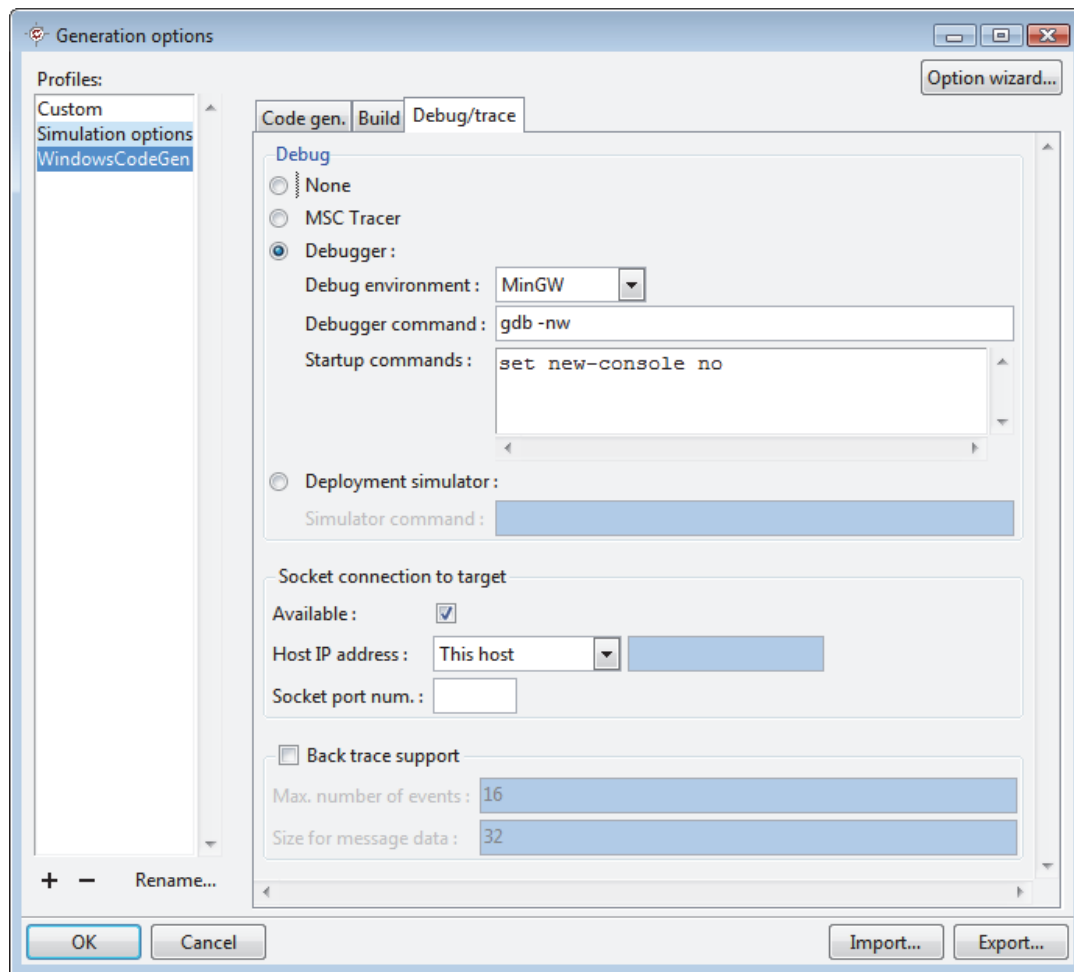 Generation options
Profiles:
Option wizard...
Custom
Simulation options
WindowsCodeGen
Code gen. Build Debug/trace
Debug
None
MSC Tracer
Debugger :
Debug environment : MinGW
Debugger command : gdb -nw
Startup commands : set new-console no
Deployment simulator :
Simulator command :
Socket connection to target
Available :
Host IP address : This host
Socket port num. :
Back trace support
Max. number of events : 16
Size for message data : 32
+ − Rename...
OK Cancel Import... Export...